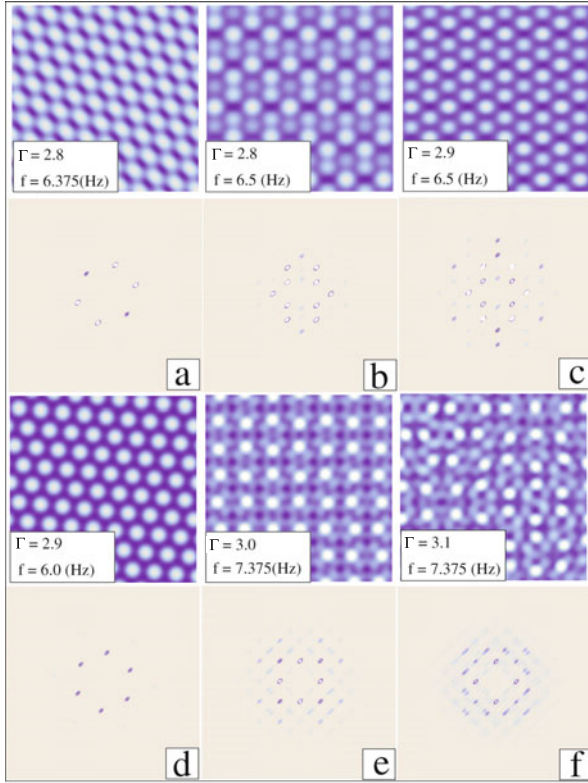 Γ = 2.8
f = 6.375(Hz)
Γ = 2.8
f = 6.5 (Hz)
Γ = 2.9
f = 6.5 (Hz)
a
b
c
Γ = 2.9
f = 6.0 (Hz)
Γ = 3.0
f = 7.375 (Hz)
Γ = 3.1
f = 7.375 (Hz)
d
e
f